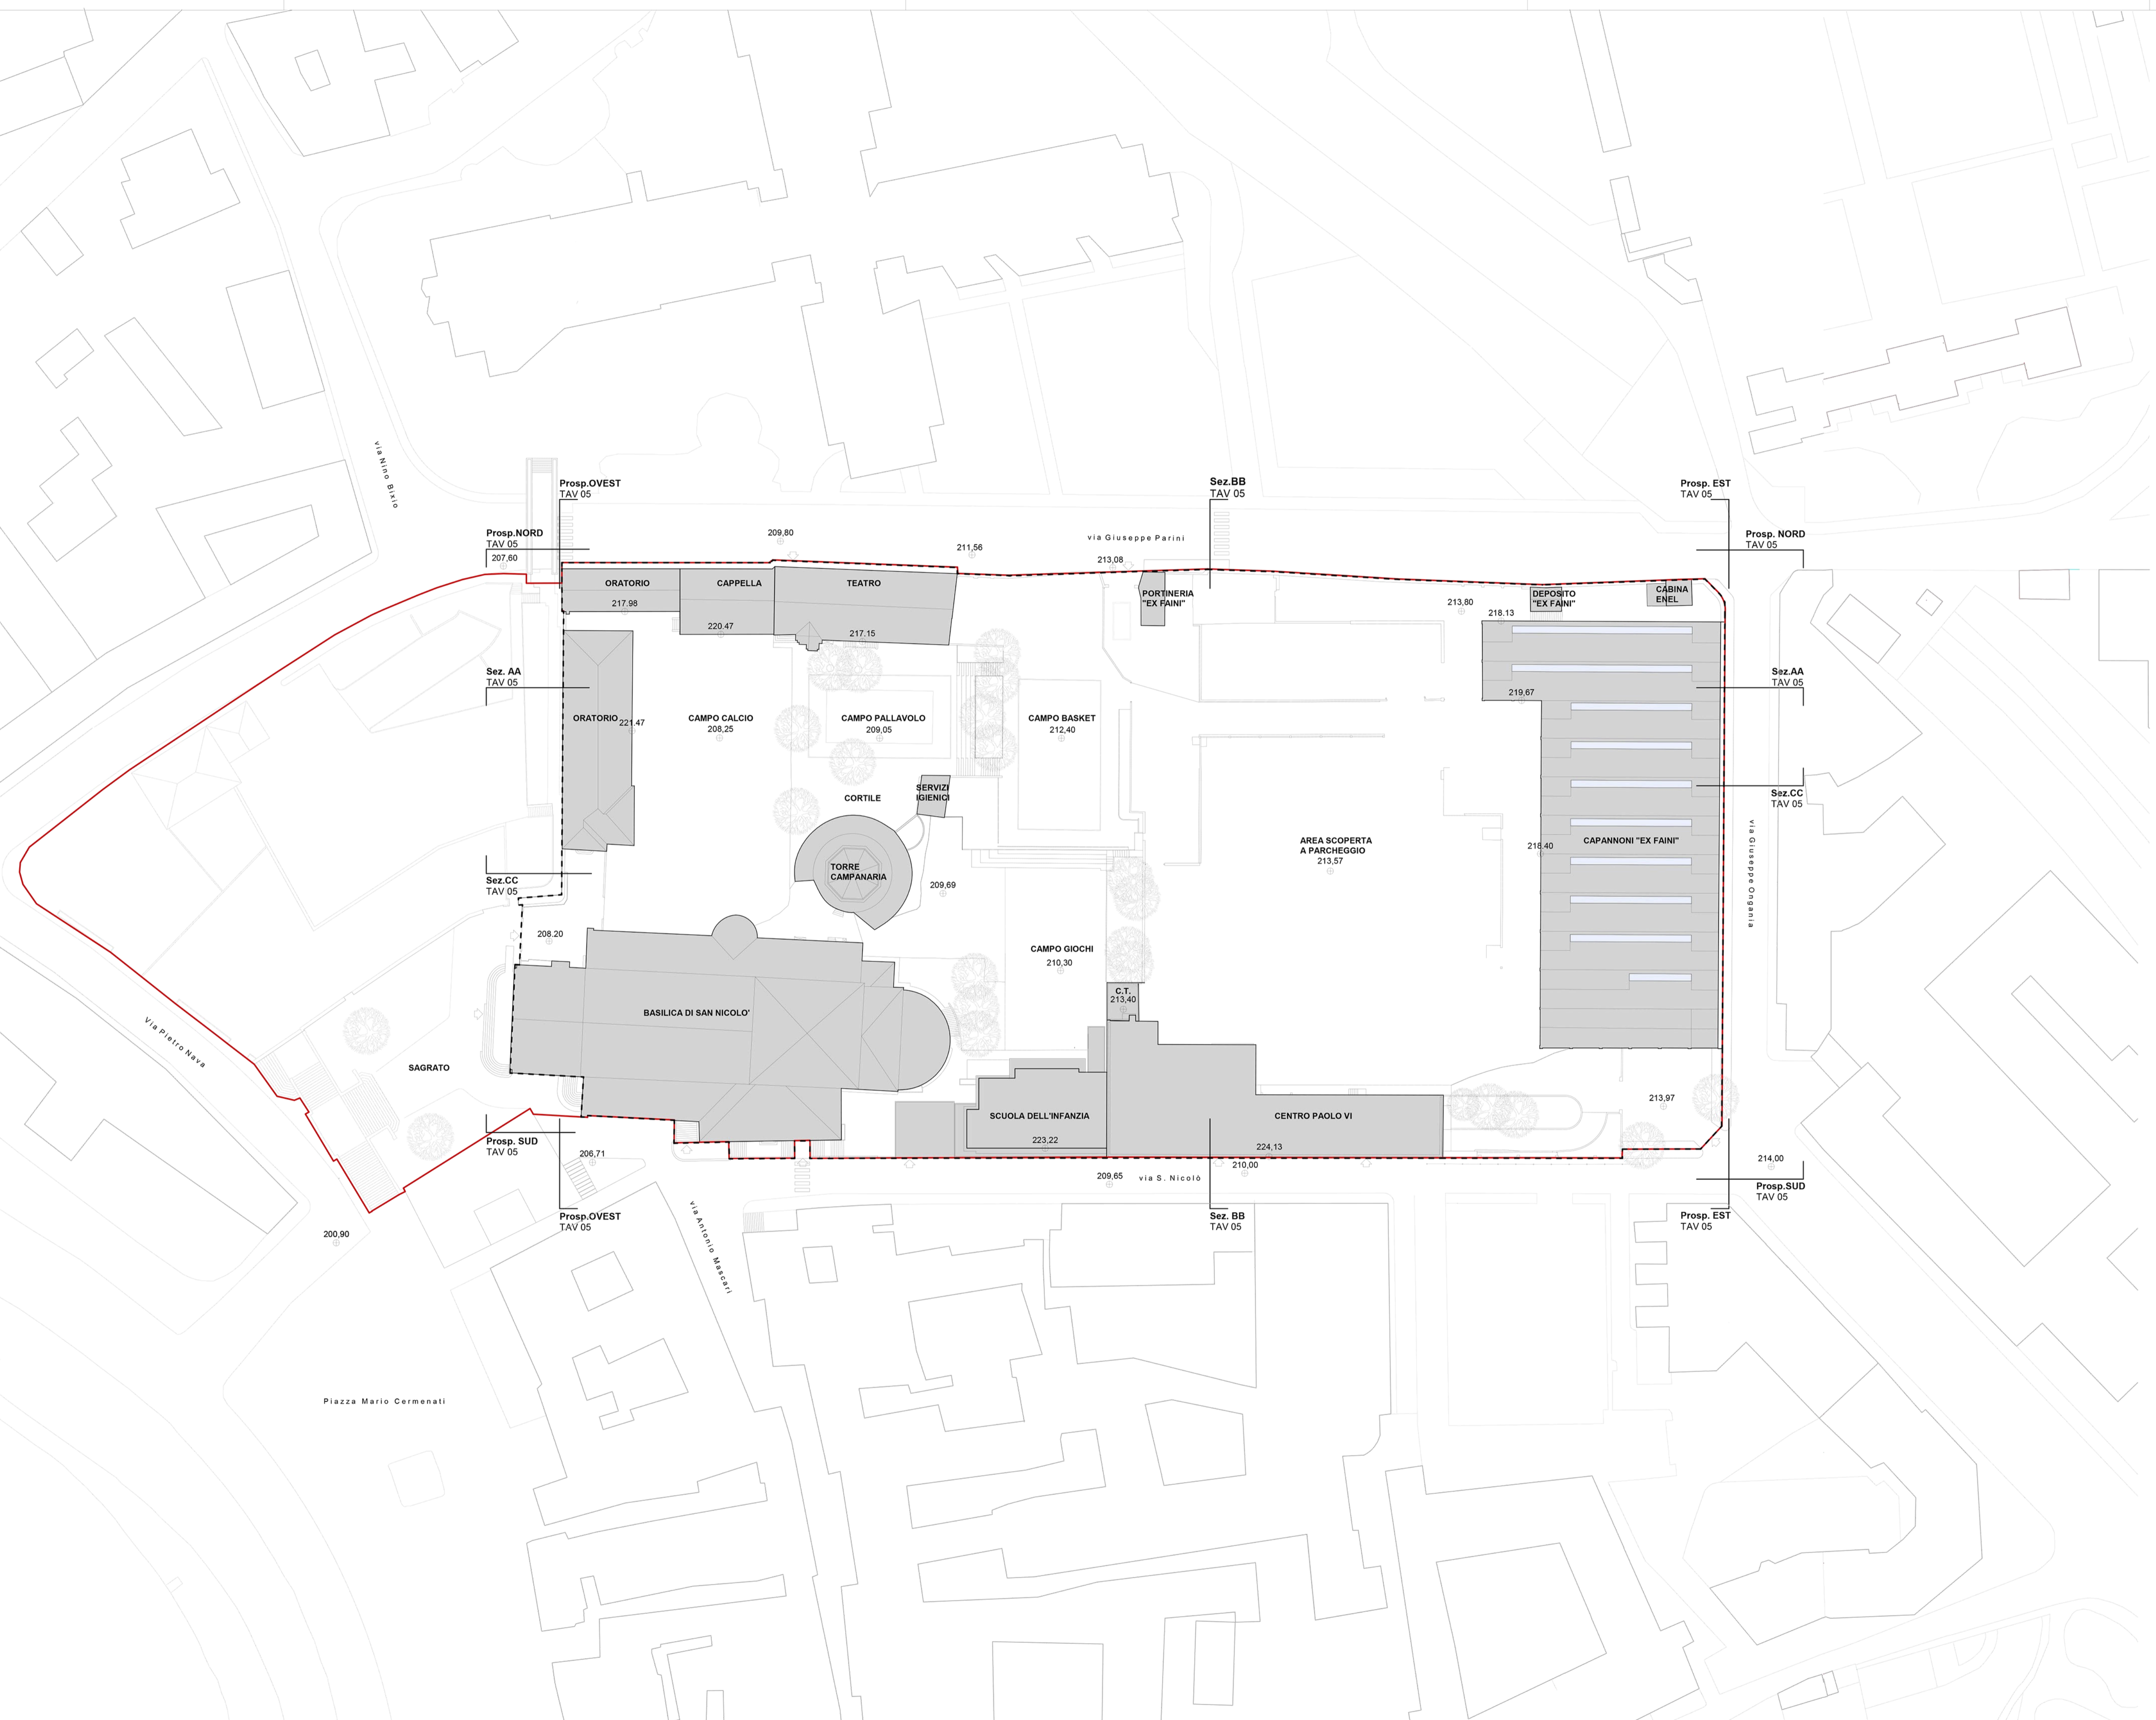 via Nino Bixio
Prosp.OVEST
TAV 05
Sez.BB
TAV 05
Prosp. EST
TAV 05
Prosp.NORD
TAV 05
207,60
209,80
211,56
via Giuseppe Parini
213,08
Prosp. NORD
TAV 05
ORATORIO
217.98
CAPPELLA
220.47
TEATRO
217.15
PORTINERIA
"EX FAINI"
213,80
DEPOSITO
"EX FAINI"
218.13
CABINA
ENEL
Sez. AA
TAV 05
Sez.AA
TAV 05
219,67
ORATORIO
221.47
CAMPO CALCIO
208,25
CAMPO PALLAVOLO
209,05
CAMPO BASKET
212,40
SERVIZI
IGIENICI
CORTILE
Sez.CC
TAV 05
AREA SCOPERTA
A PARCHEGGIO
213,57
218.40
CAPANNONI "EX FAINI"
via Giuseppe Ongania
TORRE
CAMPANARIA
209,69
Sez.CC
TAV 05
208.20
CAMPO GIOCHI
210,30
C.T.
213,40
BASILICA DI SAN NICOLO'
Via Pietro Nava
SAGRATO
SCUOLA DELL'INFANZIA
223,22
CENTRO PAOLO VI
224,13
213,97
Prosp. SUD
TAV 05
206,71
209,65
via S. Nicolò
210,00
214,00
Prosp.SUD
TAV 05
Prosp.OVEST
TAV 05
Sez. BB
TAV 05
Prosp. EST
TAV 05
200,90
via Antonio Mascari
Piazza Mario Cermenati